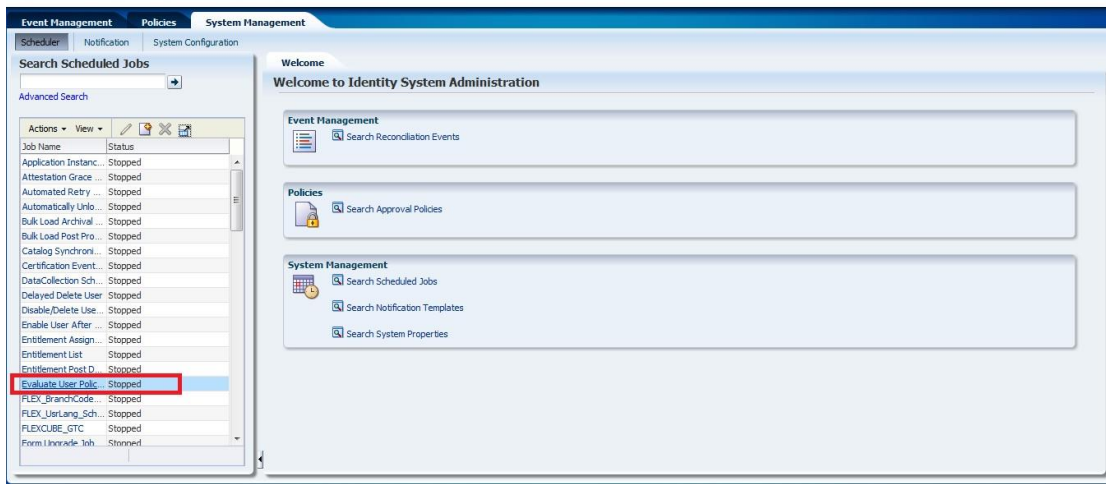 Event Management Policies System Management
Scheduler Notification System Configuration
Search Scheduled Jobs
Advanced Search
Actions View
Job Name Status
Application Instanc... Stopped
Attestation Grace ... Stopped
Automated Retry ... Stopped
Automatically Unlo... Stopped
Bulk Load Archival ... Stopped
Bulk Load Post Pro... Stopped
Catalog Synchroni... Stopped
Certification Event... Stopped
DataCollection Sch... Stopped
Delayed Delete User Stopped
Disable/Delete Use... Stopped
Enable User After ... Stopped
Entitlement Assign... Stopped
Entitlement List Stopped
Entitlement Post D... Stopped
Evaluate User Polic... Stopped
FLEX_BranchCode... Stopped
FLEX_UsrLang_Sch... Stopped
FLEXCUBE_GTC Stopped
Form Upgrade Job Stopped
Welcome
Welcome to Identity System Administration
Event Management
Search Reconciliation Events
Policies
Search Approval Policies
System Management
Search Scheduled Jobs
Search Notification Templates
Search System Properties